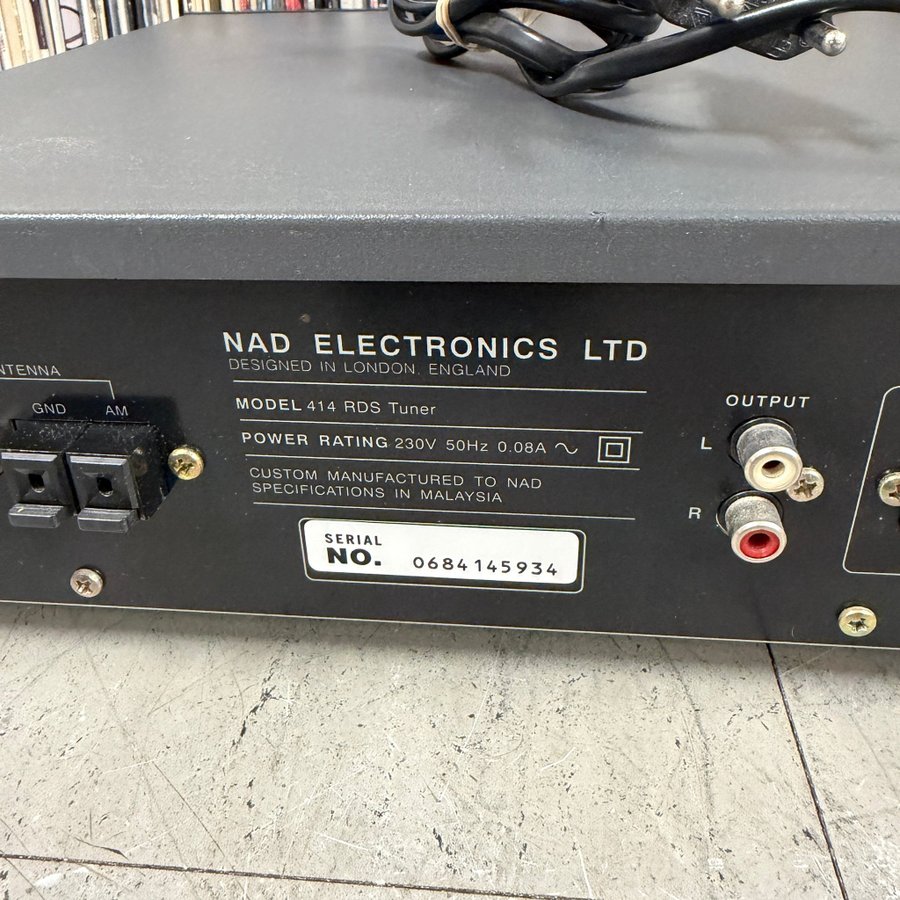 NTENNA
GND AM
NAD ELECTRONICS LTD
DESIGNED IN LONDON, ENGLAND
MODEL 414 RDS Tuner
POWER RATING 230V 50Hz 0.08A ~
CUSTOM MANUFACTURED TO NAD
SPECIFICATIONS IN MALAYSIA
SERIAL
NO. 0684145934
OUTPUT
L
R